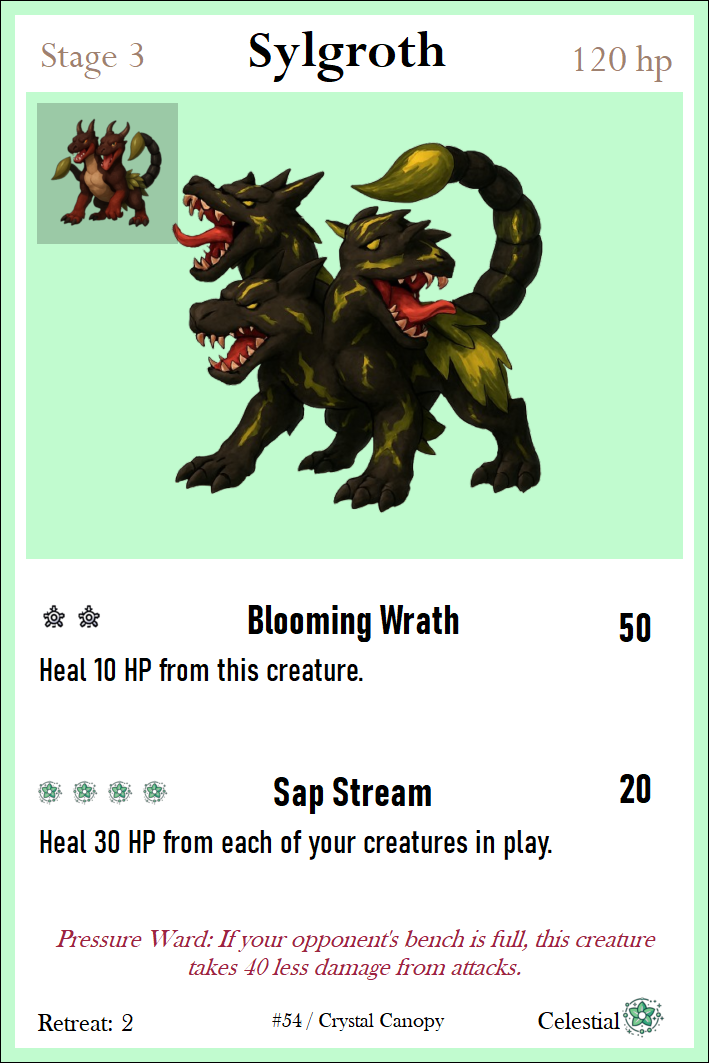 Stage 3
Sylgroth
120 hp
Blooming Wrath
50
Heal 10 HP from this creature.
Sap Stream
20
Heal 30 HP from each of your creatures in play.
Pressure Ward: If your opponent's bench is full, this creature
takes 40 less damage from attacks.
Retreat: 2
#54 / Crystal Canopy
Celestial